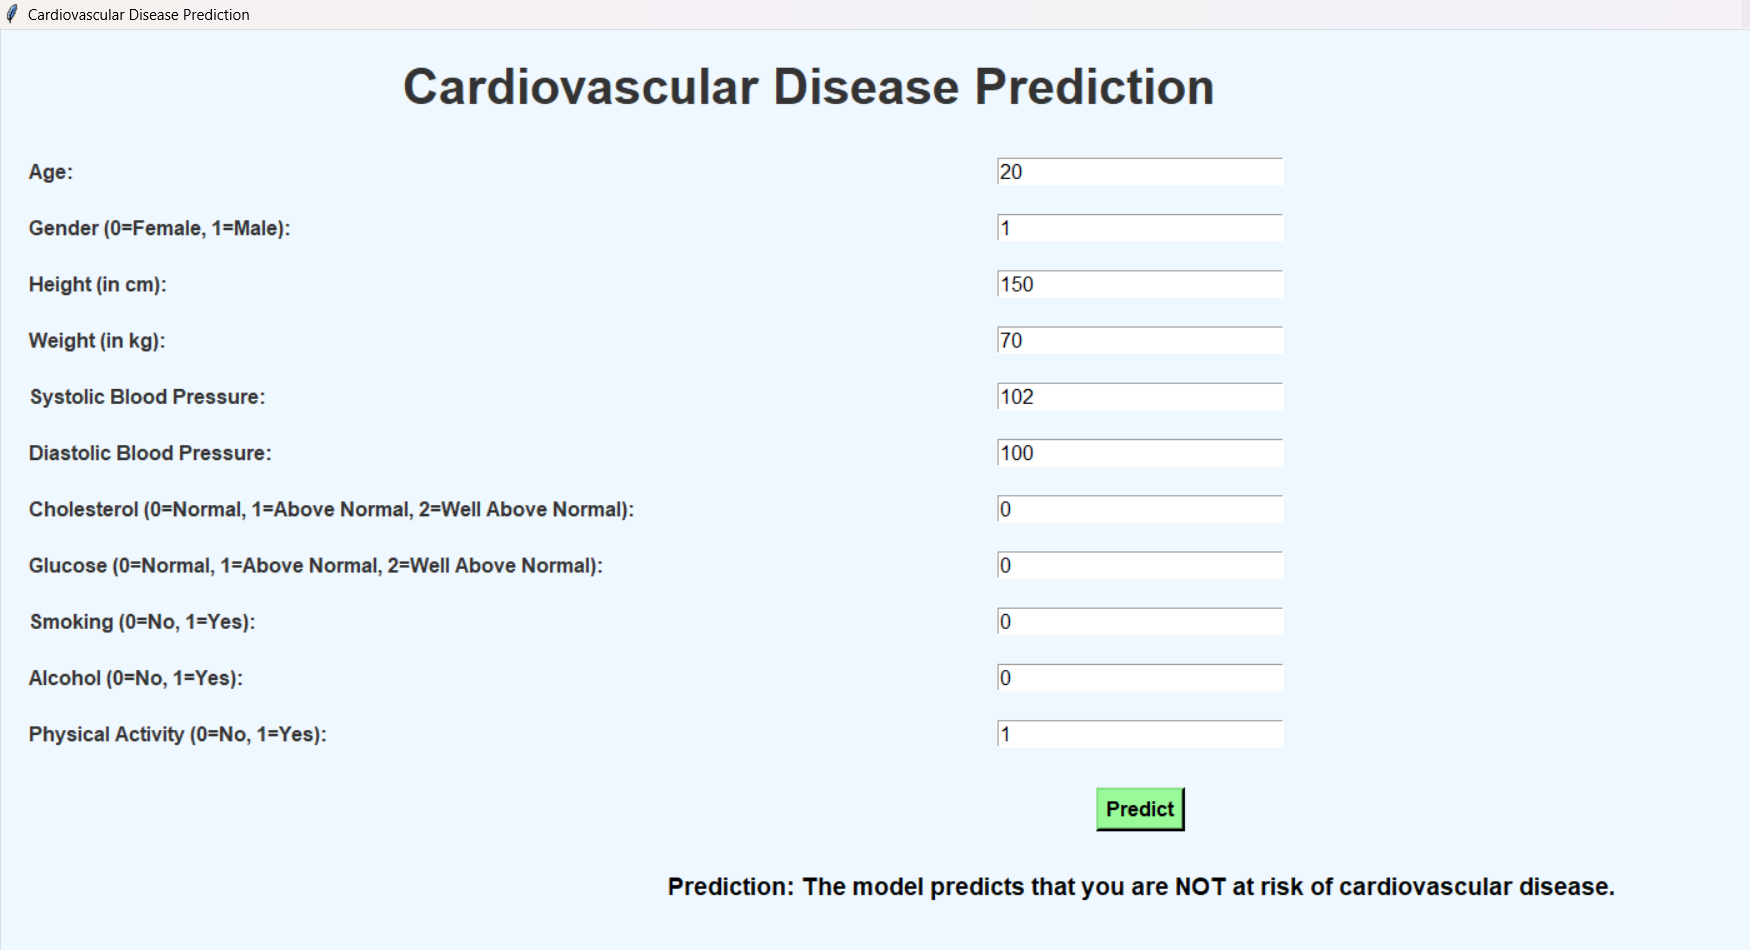 Cardiovascular Disease Prediction
Cardiovascular Disease Prediction
Age: 20
Gender (0=Female, 1=Male): 1
Height (in cm): 150
Weight (in kg): 70
Systolic Blood Pressure: 102
Diastolic Blood Pressure: 100
Cholesterol (0=Normal, 1=Above Normal, 2=Well Above Normal): 0
Glucose (0=Normal, 1=Above Normal, 2=Well Above Normal): 0
Smoking (0=No, 1=Yes): 0
Alcohol (0=No, 1=Yes): 0
Physical Activity (0=No, 1=Yes): 1
Predict
Prediction: The model predicts that you are NOT at risk of cardiovascular disease.